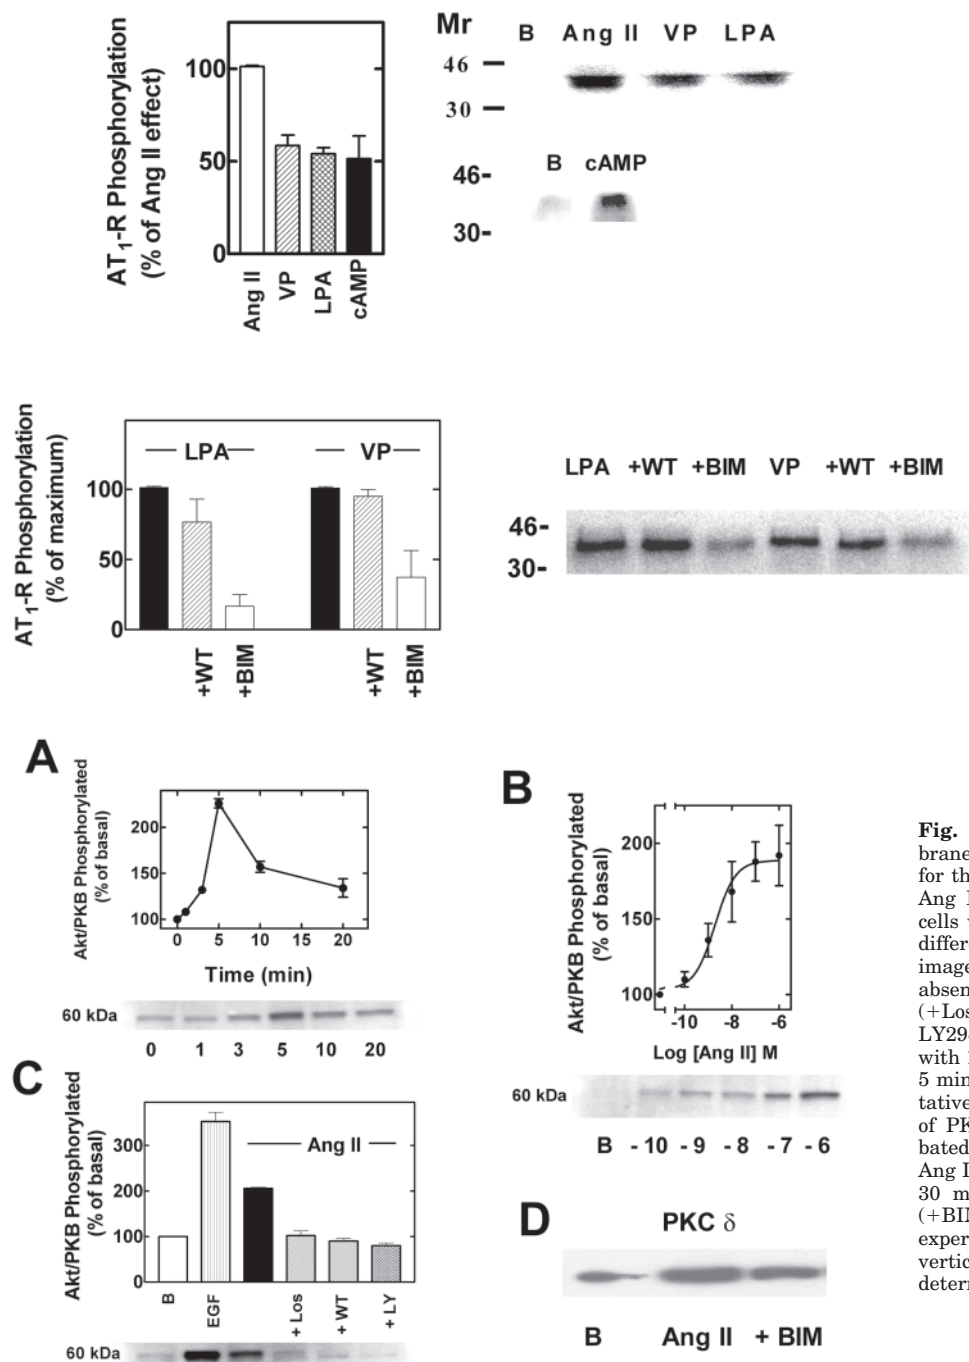 AT1-R Phosphorylation
(% of Ang II effect)
100
50
0
Ang II
VP
LPA
cAMP
Mr
B Ang II VP LPA
46
30
B cAMP
46-
30-
AT1-R Phosphorylation
(% of maximum)
LPA
VP
100
50
0
+WT
+BIM
+WT
+BIM
LPA +WT +BIM VP +WT +BIM
46-
30-
A
Akt/PKB Phosphorylated
(% of basal)
200
150
100
0 5 10 15 20
Time (min)
60 kDa
0 1 3 5 10 20
B
Akt/PKB Phosphorylated
(% of basal)
200
150
100
-10 -8 -6
Log [Ang II] M
60 kDa
B -10 -9 -8 -7 -6
C
Akt/PKB Phosphorylated
(% of basal)
300
200
100
0
Ang II
B
EGF
+ Los
+ WT
+ LY
60 kDa
D
PKC δ
B Ang II + BIM
Fig.
brane
for th
Ang I
cells
differ
image
absen
(+Los
LY29
with
5 min
tative
of PK
bated
Ang I
30 m
(+BIM
exper
vertic
deterr